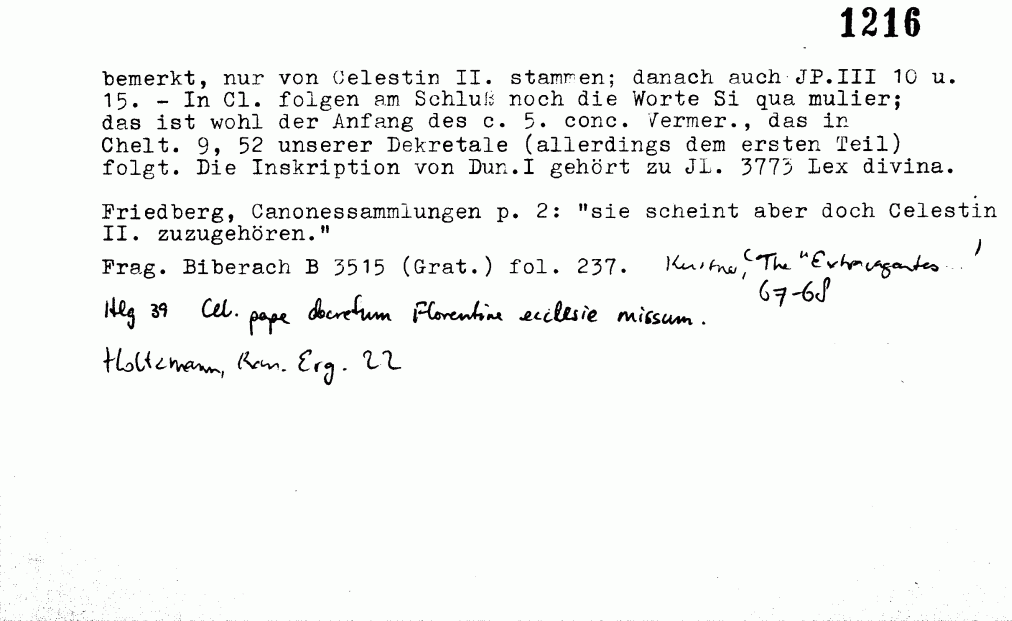 1216
bemerkt, nur von Celestin II. stammen; danach auch JP.III 10 u.
15. - In Cl. folgen am Schluß noch die Worte Si qua mulier;
das ist wohl der Anfang des c. 5. conc. Vermer., das in
Chelt. 9, 52 unserer Dekretale (allerdings dem ersten Teil)
folgt. Die Inskription von Dun.I gehört zu JL. 3773 Lex divina.
Friedberg, Canonessammlungen p. 2: "sie scheint aber doch Celestin
II. zuzugehören."
Frag. Biberach B 3515 (Grat.) fol. 237. 'The "Extravagantes...'
67-68
Hlg 39 Cel. pape decretum Florentine ecclesie missum.
Holtzmann, Kan. Erg. 22